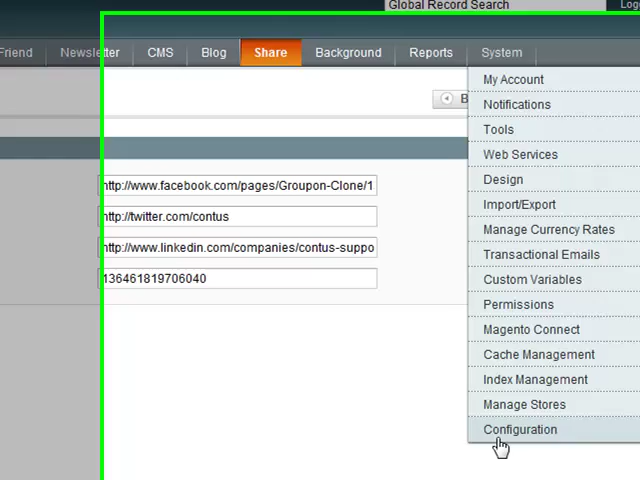 Global Record Search
Friend Newsletter CMS Blog Share Background Reports System
My Account
B
Notifications
Tools
Web Services
Design
http://www.facebook.com/pages/Groupon-Clone/1
Import/Export
http://twitter.com/contus
Manage Currency Rates
http://www.linkedin.com/companies/contus-suppo
Transactional Emails
136461819706040
Custom Variables
Permissions
Magento Connect
Cache Management
Index Management
Manage Stores
Configuration